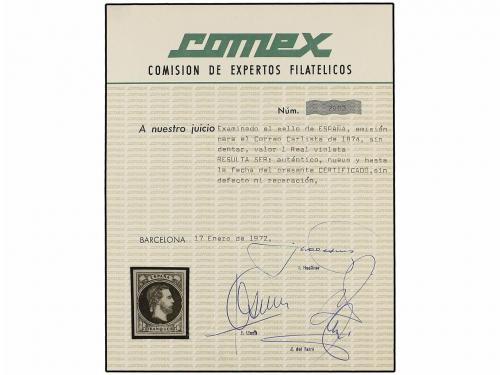 comex
COMISION DE EXPERTOS FILATELICOS
Núm.
A nuestro juicio Examinado el sello de ESPAÑA, emisión
para el Correo Carlista de 1874, sin
dentar, valor 1 Real violeta
RESULTA SER: auténtico, nuevo y hasta
la fecha del presente CERTIFICADO, sin
defecto ni reparación,
BARCELONA 17 Enero de 1972,
ESPAÑA
FRANQUEO